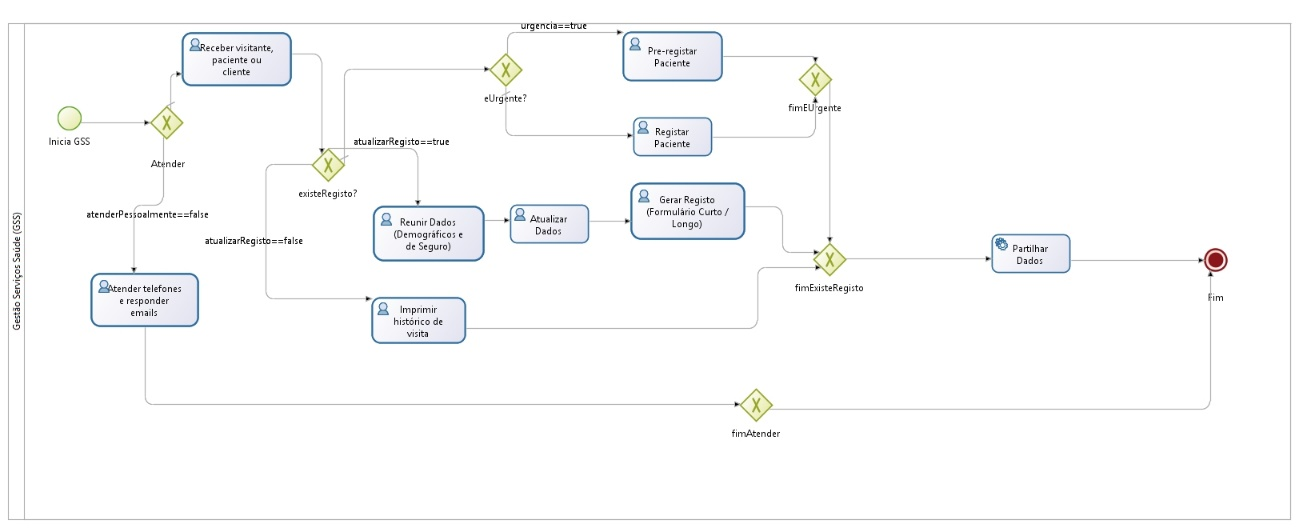 urgencia==true
Receber visitante,
paciente ou
cliente
Pre-registar
Paciente
eUrgente?
fimEUrgente
Inicia GSS
Atender
Registar
Paciente
atualizarRegisto==true
existeRegisto?
atenderPessoalmente==false
Reunir Dados
(Demográficos e
de Seguro)
Atualizar
Dados
Gerar Registo
(Formulário Curto /
Longo)
atualizarRegisto==false
Gestão Serviços Saúde (GSS)
Partilhar
Dados
fimExisteRegisto
Fim
Atender telefones
e responder
emails
Imprimir
histórico de
visita
fimAtender